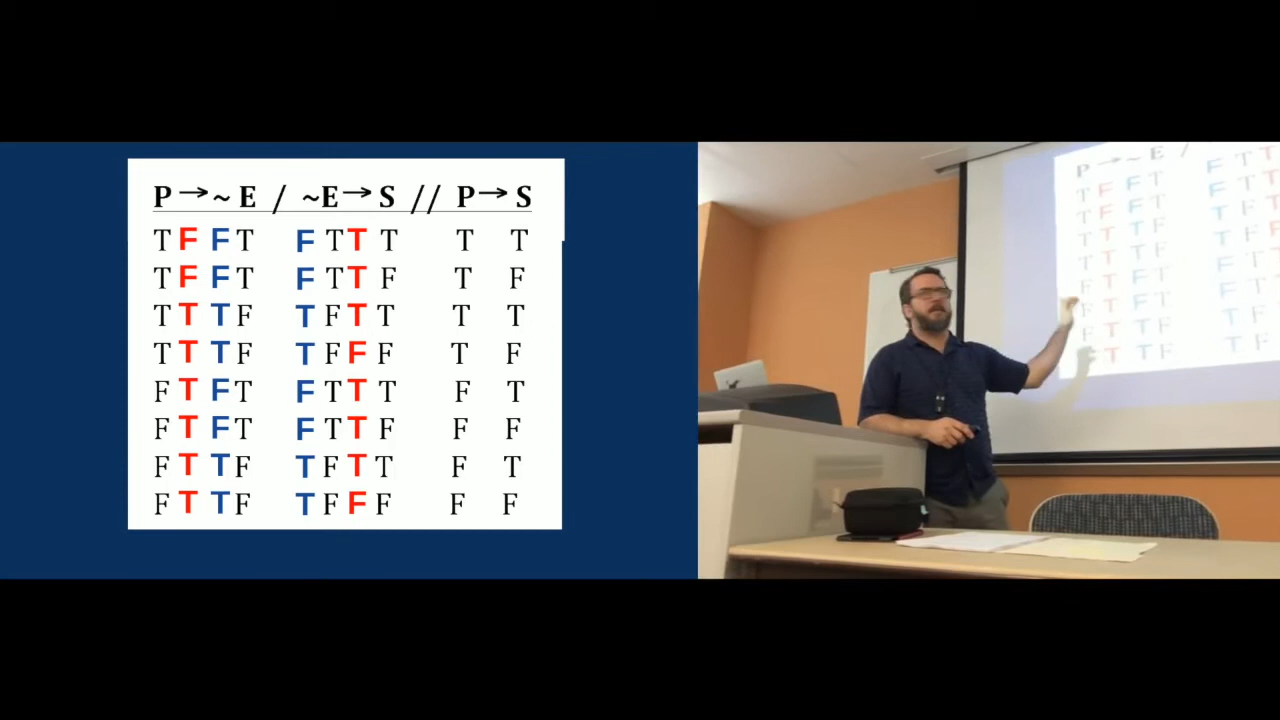 P → ~ E / ~E → S // P → S
T F F T F T T T T T
T F F T F T T F T F
T T T F T F T T T T
T T T F T F F F T F
F T F T F T T T F T
F T F T F T T F F F
F T T F T F T T F T
F T T F T F F F F F